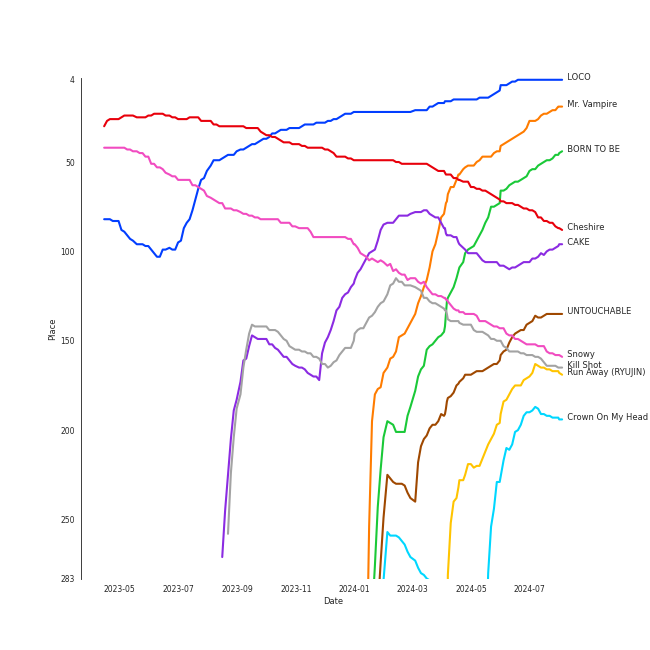 4
50
100
150
200
250
283
Place
2023-05
2023-07
2023-09
2023-11
2024-01
2024-03
2024-05
2024-07
Date
LOCO
Mr. Vampire
BORN TO BE
Cheshire
CAKE
UNTOUCHABLE
Snowy
Kill Shot
Run Away (RYUJIN)
Crown On My Head